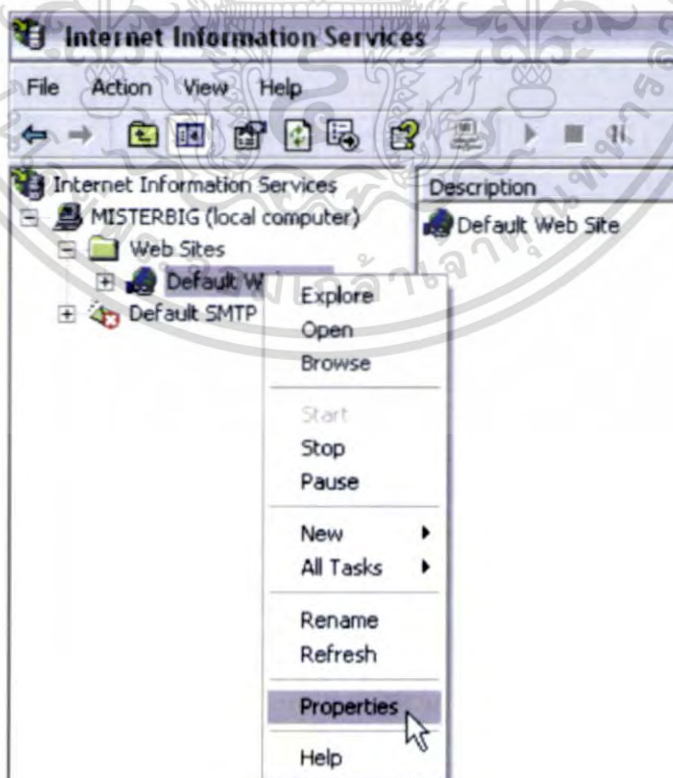 Internet Information Services
File Action View Help
Internet Information Services
MISTERBIG (local computer)
Web Sites
Default W
Default SMTP
Description
Default Web Site
Explore
Open
Browse
Start
Stop
Pause
New
All Tasks
Rename
Refresh
Properties
Help